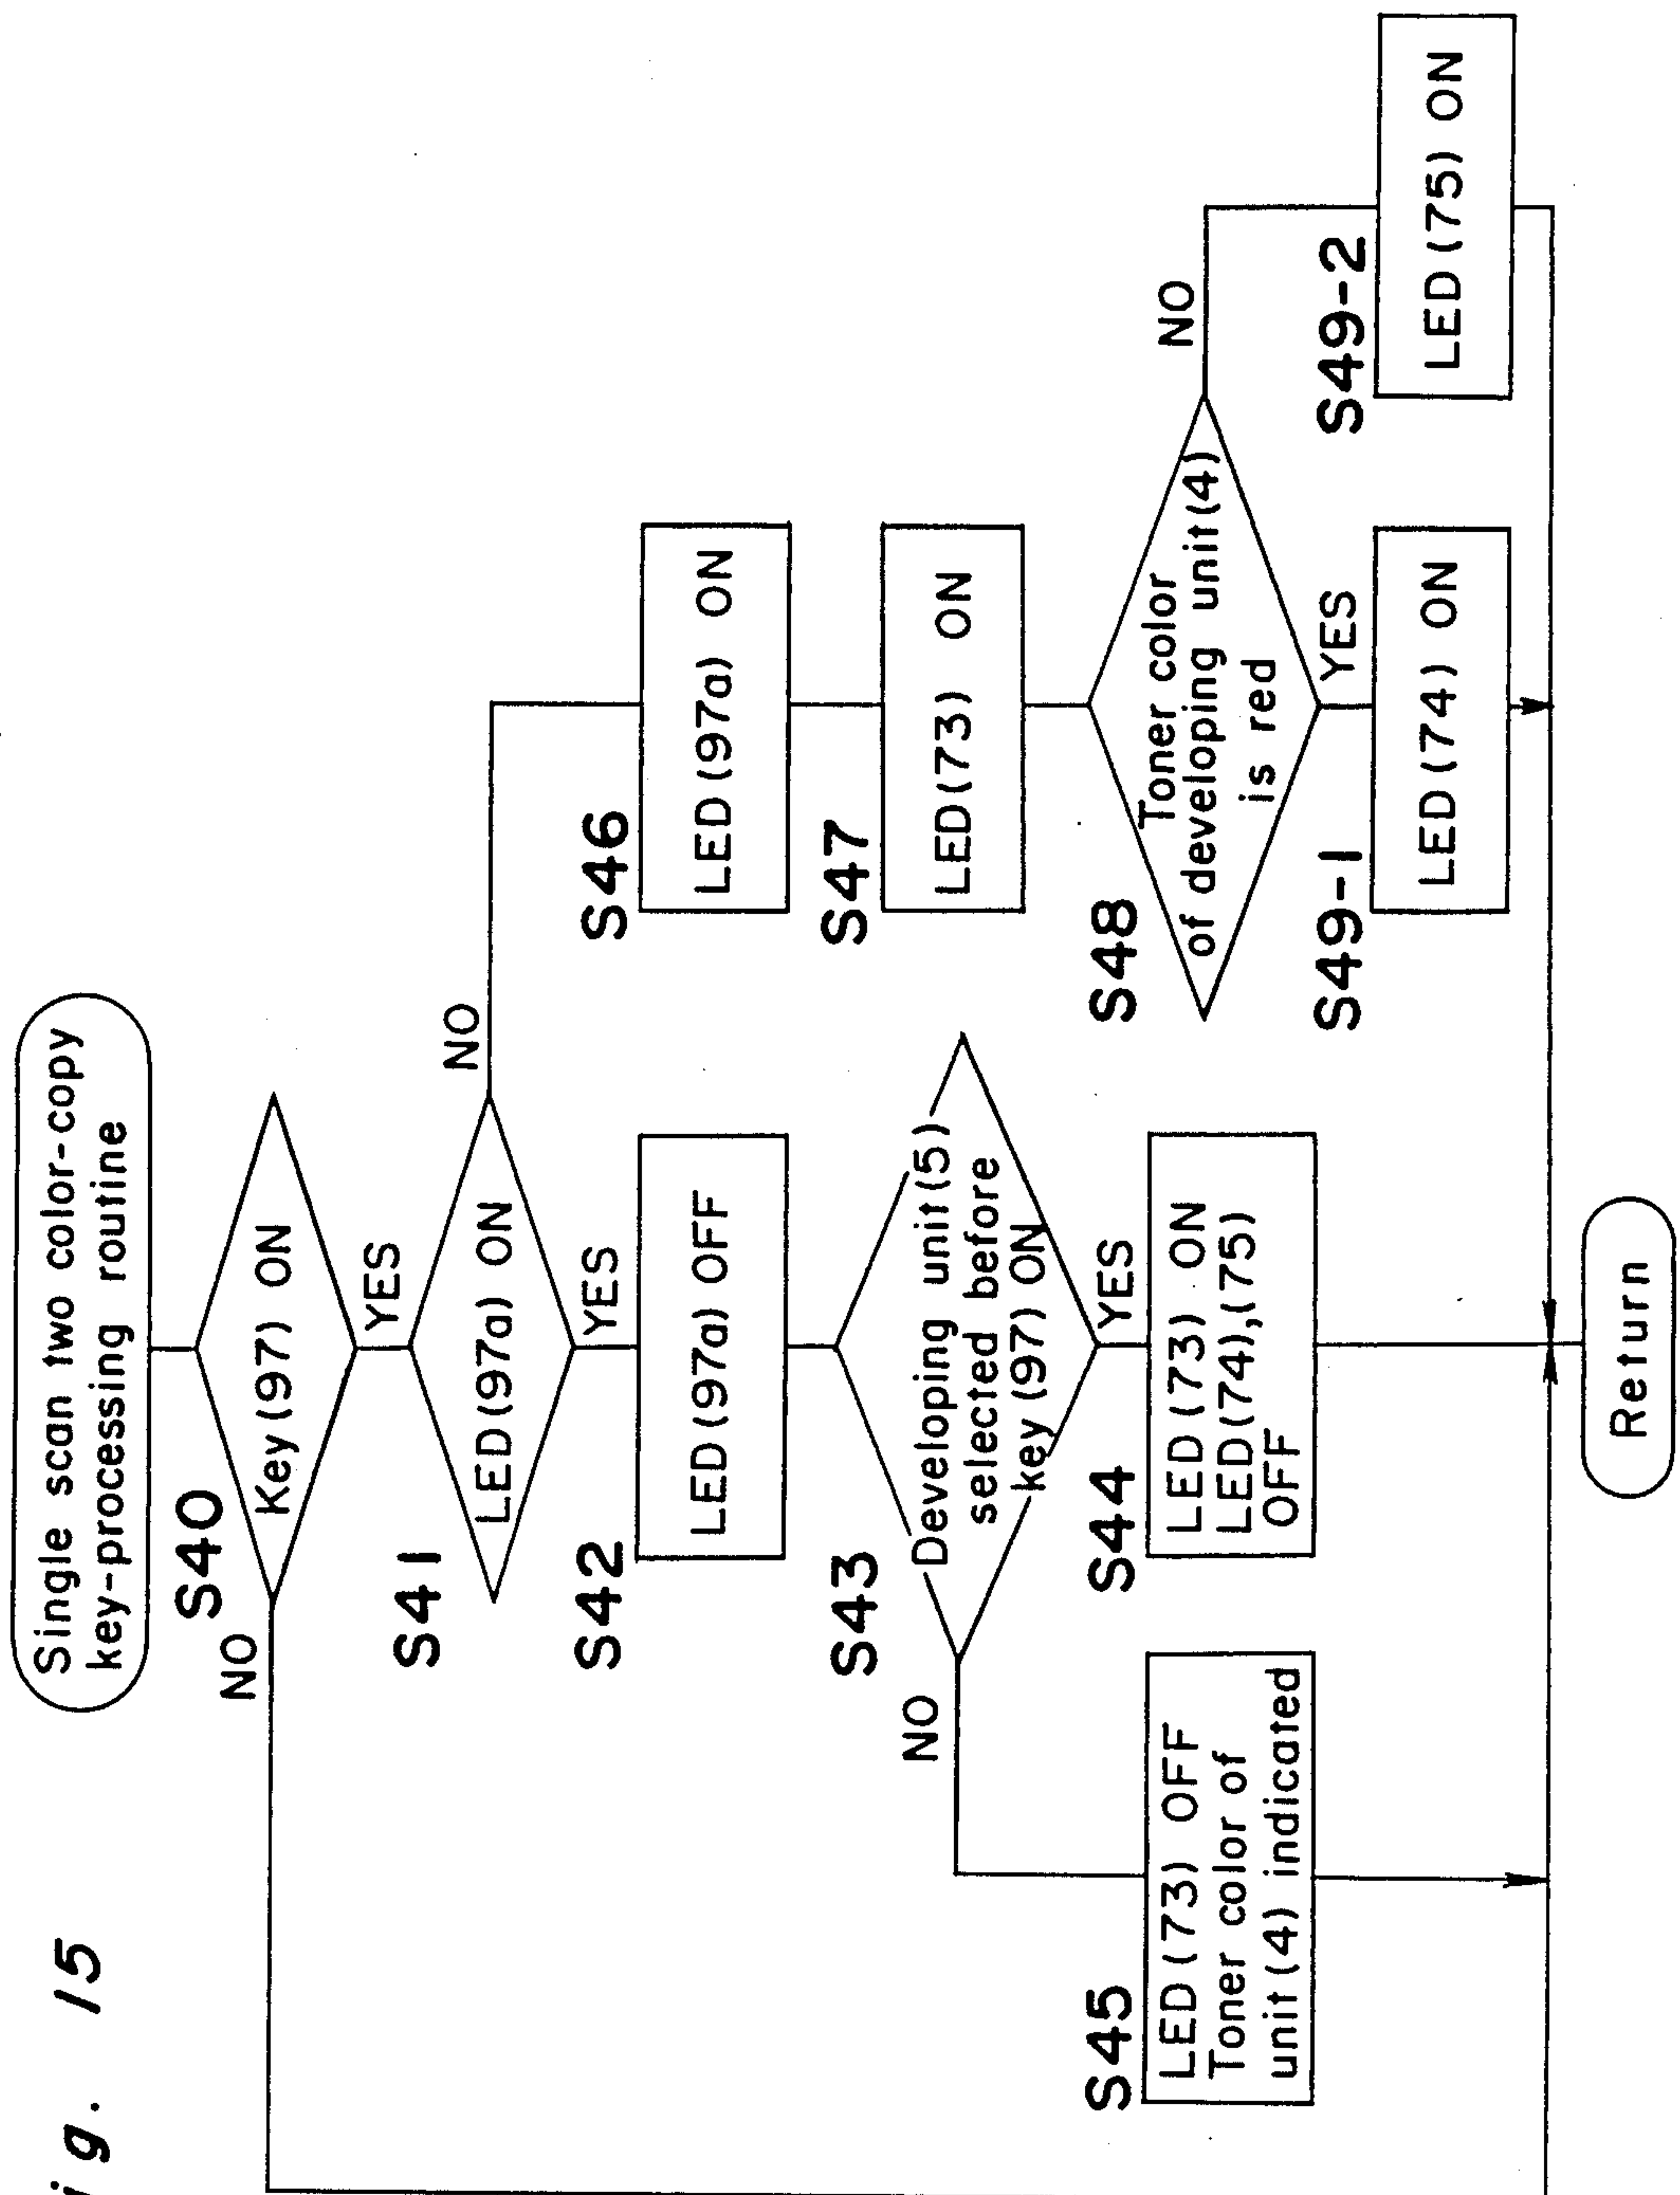 ig. 15
Single scan two color-copy
key-processing routine
S40
Key(97) ON
NO
YES
S41
LED(97a) ON
NO
YES
S42
LED(97a) OFF
S43
Developing unit(5)
selected before
key(97) ON
NO
YES
S44
LED(73) ON
LED(74),(75)
OFF
S45
LED(73) OFF
Toner color of
unit(4) indicated
S46
LED(97a) ON
S47
LED(73) ON
S48
Toner color
of developing unit(4)
is red
NO
YES
S49-1
LED(74) ON
S49-2
LED(75) ON
Return